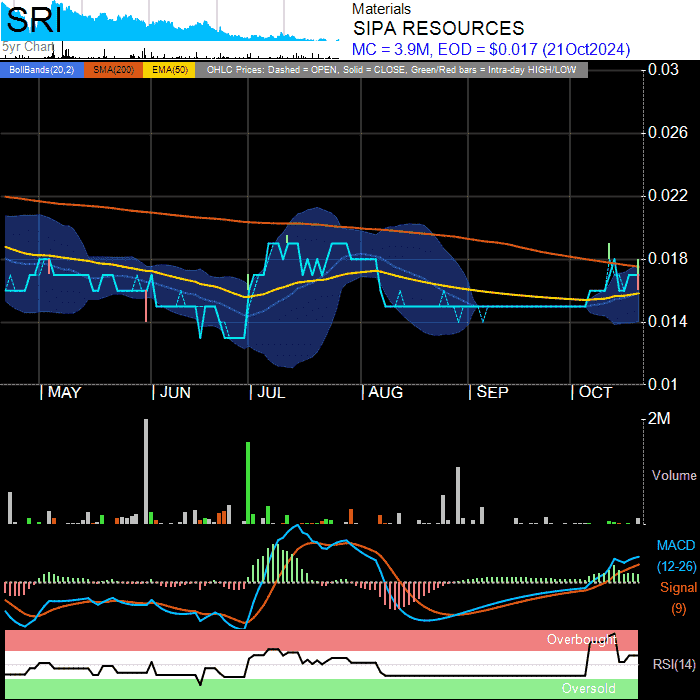 SRI
5yr Chart
Materials
SIPA RESOURCES
MC = 3.9M, EOD = $0.017 (21Oct2024)
BollBands(20,2) SMA(200) EMA(50) OHLC Prices: Dashed = OPEN, Solid = CLOSE, Green/Red bars = Intra-day HIGH/LOW
0.03
0.026
0.022
0.018
0.014
0.01
MAY JUN JUL AUG SEP OCT
2M
Volume
MACD
(12-26)
Signal
(9)
Overbought
RSI(14)
Oversold